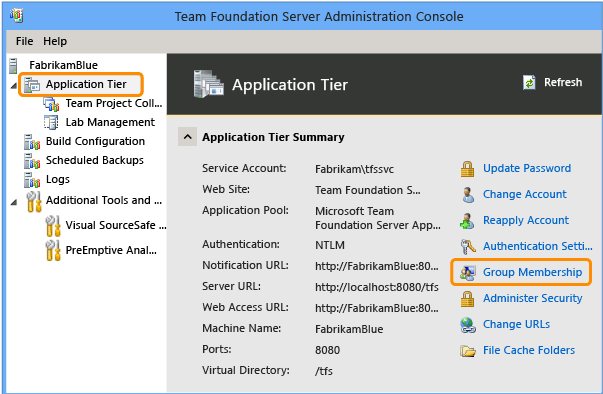 Team Foundation Server Administration Console
File Help
FabrikamBlue
Application Tier
Team Project Coll...
Lab Management
Build Configuration
Scheduled Backups
Logs
Additional Tools and ...
Visual SourceSafe ...
PreEmptive Anal...
Application Tier
Refresh
Application Tier Summary
Service Account: Fabrikam\tfssvc
Web Site: Team Foundation S...
Application Pool: Microsoft Team
Foundation Server App...
Authentication: NTLM
Notification URL: http://FabrikamBlue:80...
Server URL: http://localhost:8080/tfs
Web Access URL: http://FabrikamBlue:80...
Machine Name: FabrikamBlue
Ports: 8080
Virtual Directory: /tfs
Update Password
Change Account
Reapply Account
Authentication Setti...
Group Membership
Administer Security
Change URLs
File Cache Folders